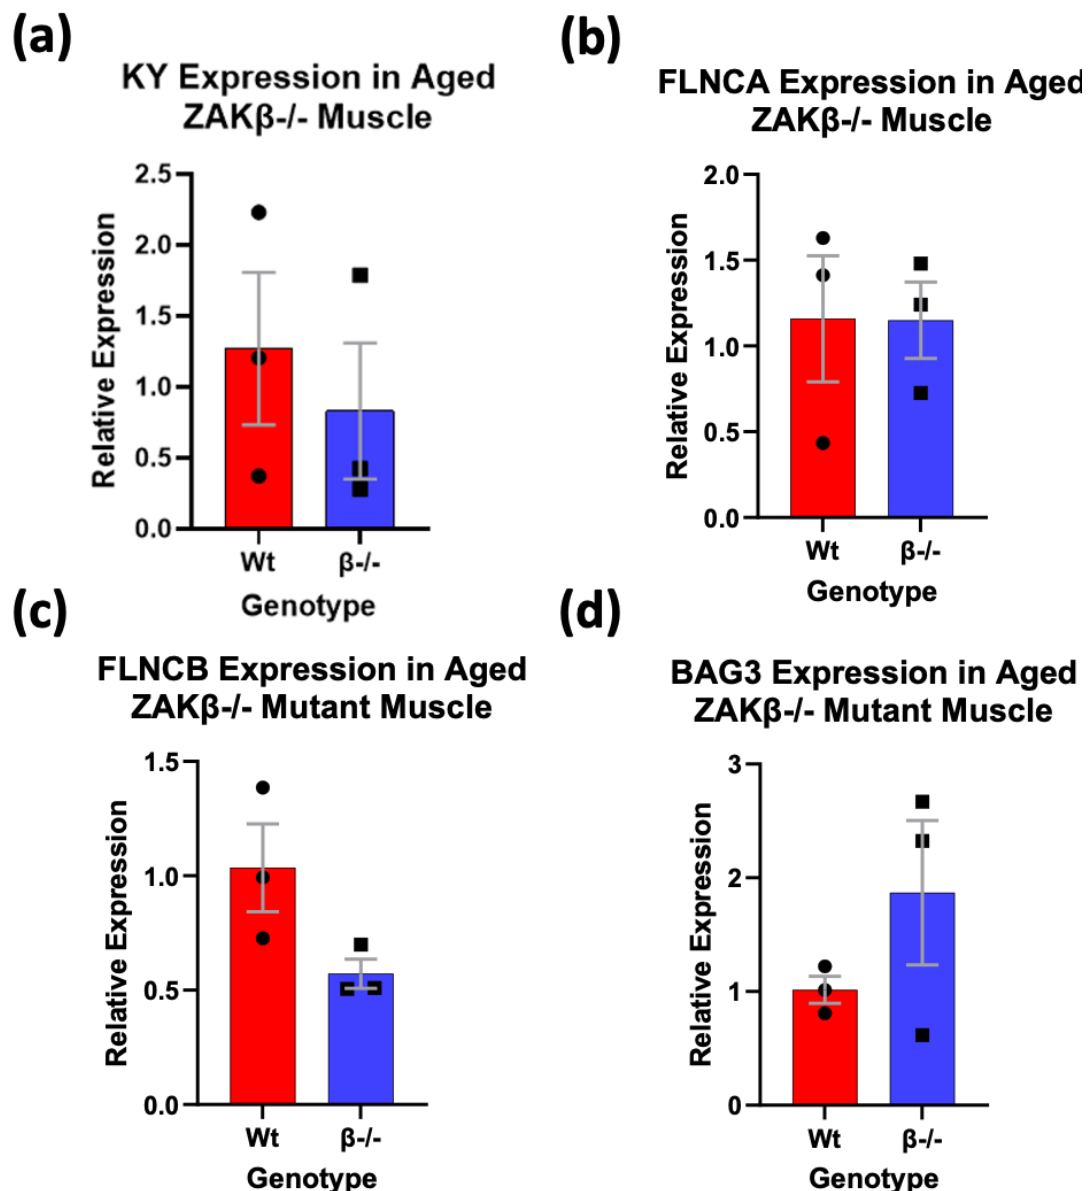 (a)
KY Expression in Aged
ZAKβ-/- Muscle
Relative Expression
2.5
2.0
1.5
1.0
0.5
0.0
Wt
β-/-
Genotype
(b)
FLNCA Expression in Aged
ZAKβ-/- Muscle
Relative Expression
2.0
1.5
1.0
0.5
0.0
Wt
β-/-
Genotype
(c)
FLNCB Expression in Aged
ZAKβ-/- Mutant Muscle
Relative Expression
1.5
1.0
0.5
0.0
Wt
β-/-
Genotype
(d)
BAG3 Expression in Aged
ZAKβ-/- Mutant Muscle
Relative Expression
3
2
1
0
Wt
β-/-
Genotype